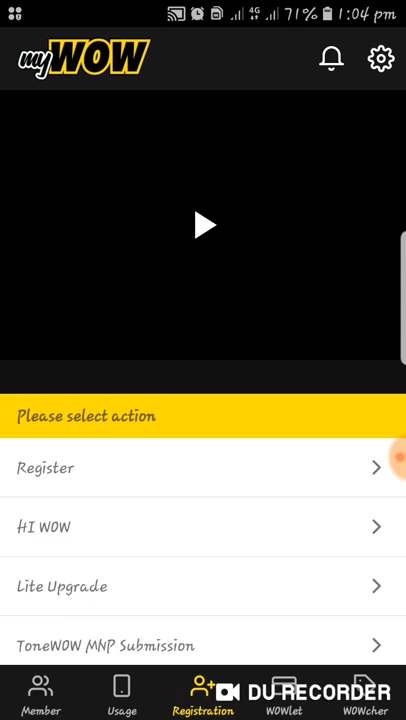 4G 71% 1:04 pm
myWOW
Please select action
Register
HI WOW
Lite Upgrade
ToneWOW MNP Submission
DU RECORDER
Member Usage Registration WOWlet WOWcher